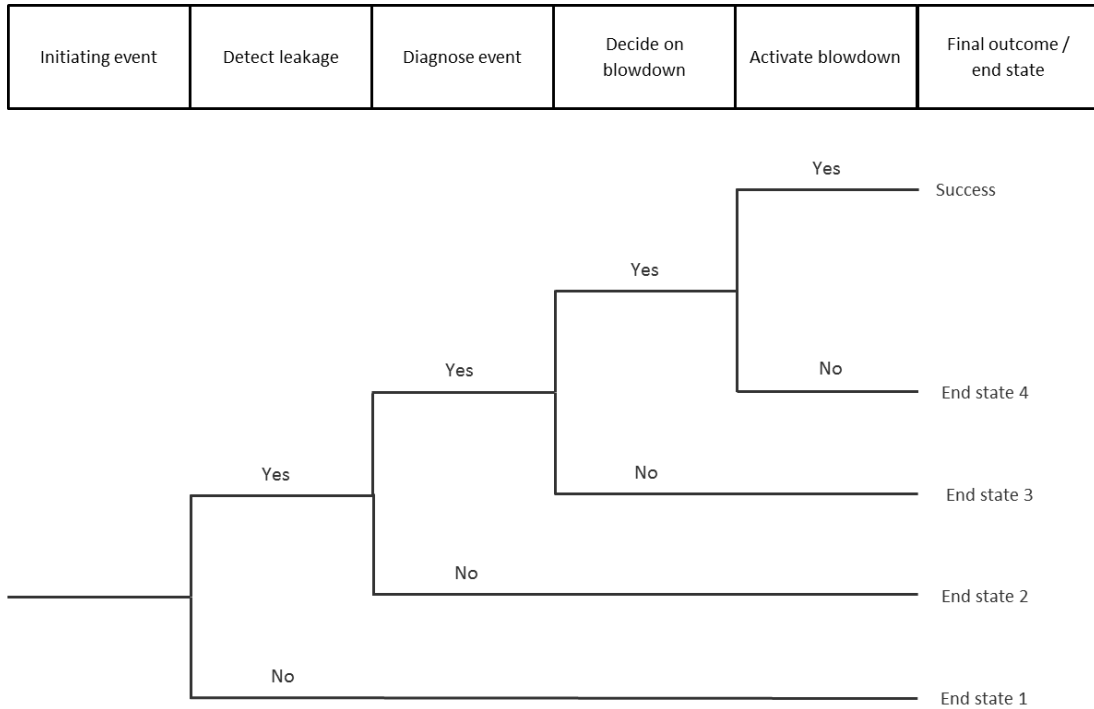 Initiating event
Detect leakage
Diagnose event
Decide on
blowdown
Activate blowdown
Final outcome /
end state
Yes
Success
Yes
Yes
No
End state 4
Yes
No
End state 3
No
End state 2
No
End state 1